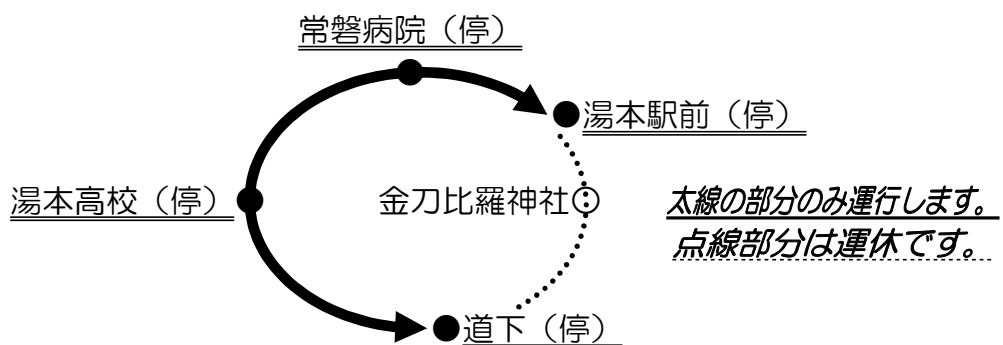 常磐病院（停）
湯本駅前（停）
湯本高校（停）
金刀比羅神社
太線の部分のみ運行します。
点線部分は運休です。
道下（停）